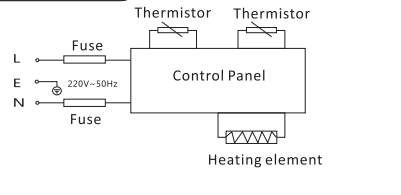 Thermistor Thermistor
Fuse
L
Control Panel
E 220V~50Hz
N
Fuse
Heating element